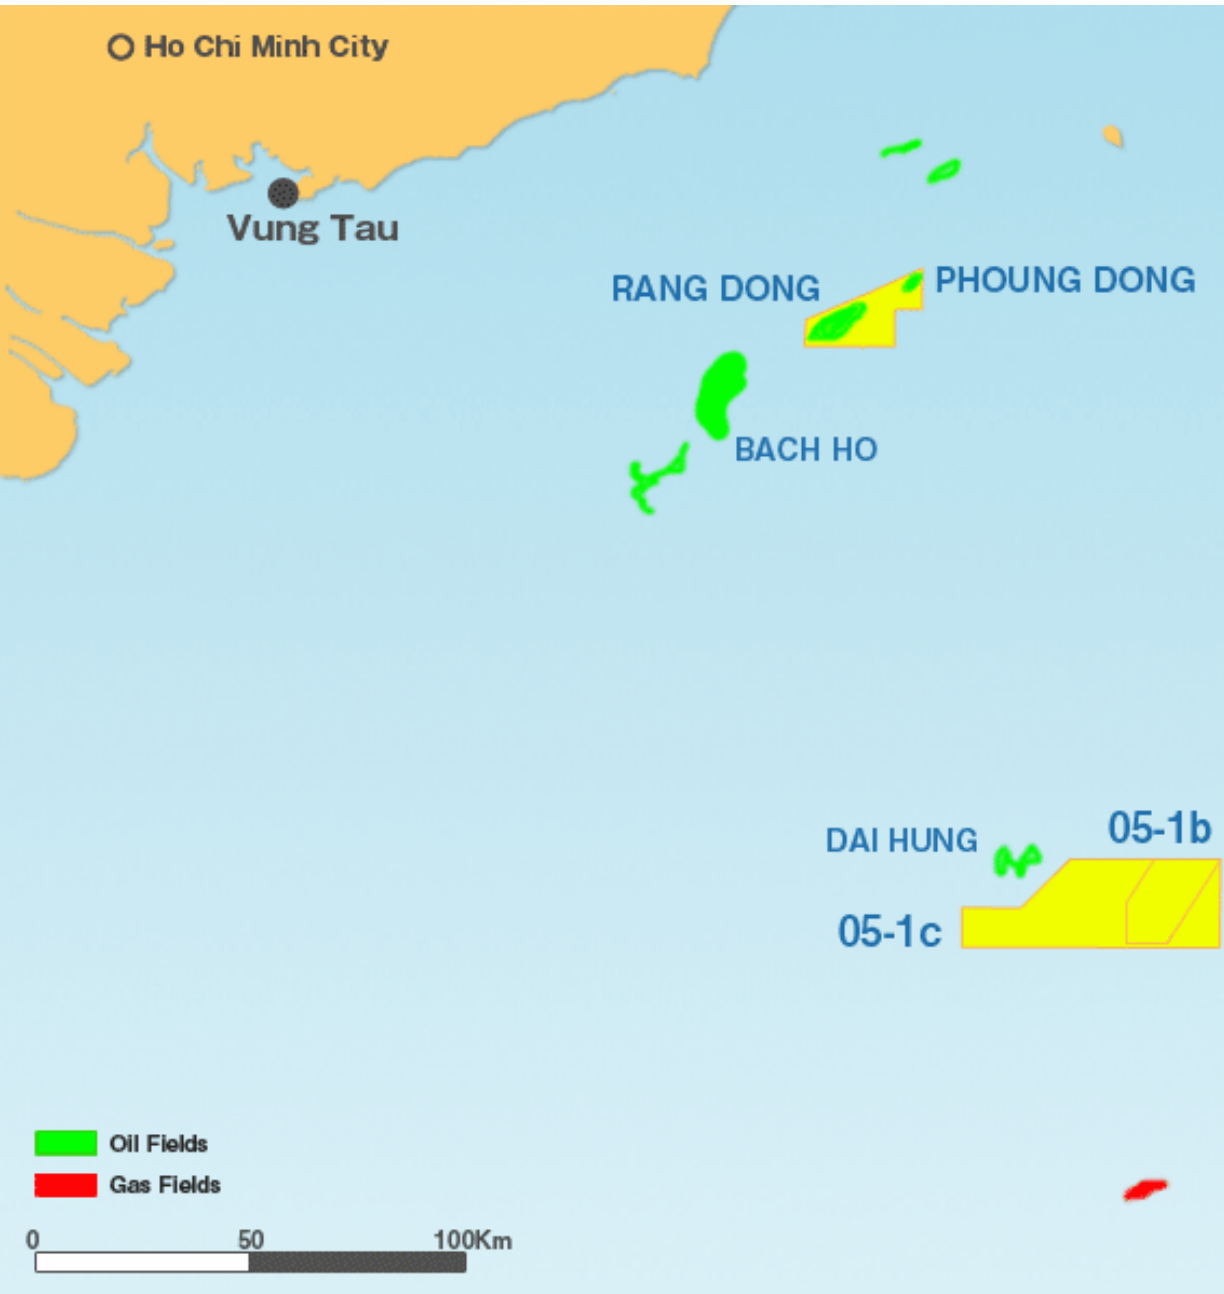 Ho Chi Minh City
Vung Tau
RANG DONG
PHOUNG DONG
BACH HO
DAI HUNG
05-1b
05-1c
Oil Fields
Gas Fields
0 50 100Km